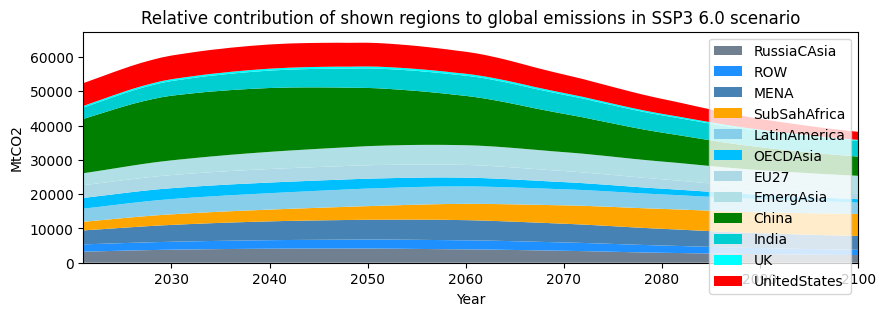 Relative contribution of shown regions to global emissions in SSP3 6.0 scenario
MtCO2
60000
50000
40000
30000
20000
10000
0
RussiaCAsia
ROW
MENA
SubSahAfrica
LatinAmerica
OECDAsia
EU27
EmergAsia
China
India
UK
UnitedStates
2030
2040
2050
2060
2070
2080
2090
2100
Year